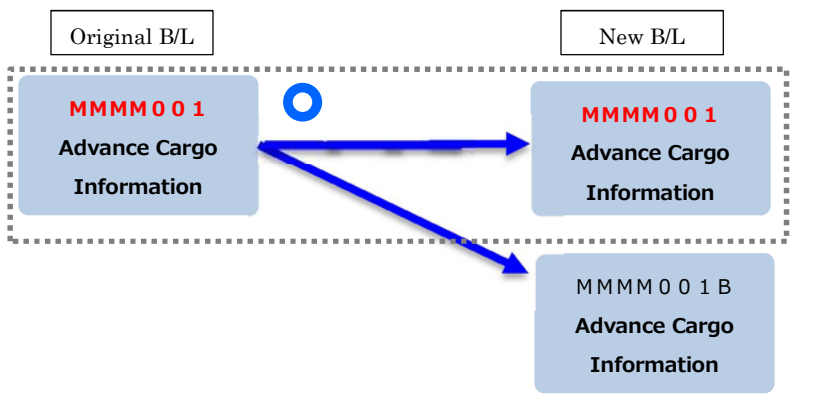 Original B/L
New B/L
ＭＭＭＭ００１
Advance Cargo
Information
ＭＭＭＭ００１
Advance Cargo
Information
ＭＭＭＭ００１Ｂ
Advance Cargo
Information